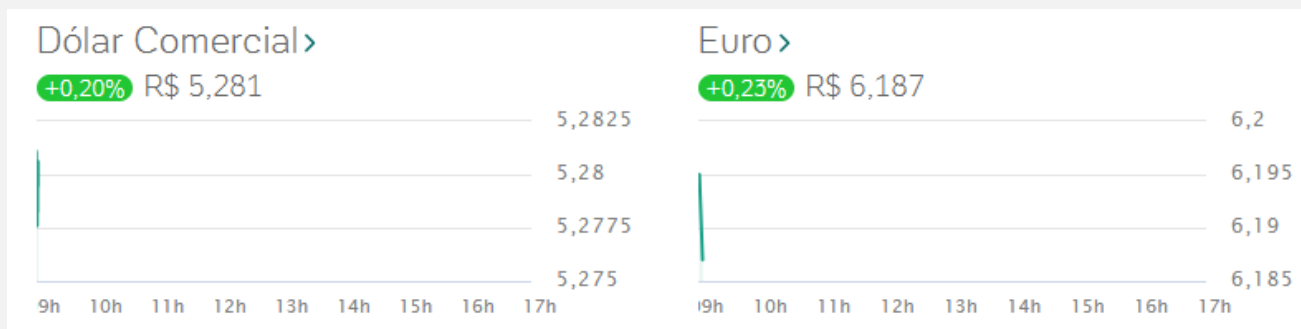 Dólar Comercial
+0,20% R$ 5,281
5,2825
5,28
5,2775
5,275
9h 10h 11h 12h 13h 14h 15h 16h 17h
Euro
+0,23% R$ 6,187
6,2
6,195
6,19
6,185
09h 10h 11h 12h 13h 14h 15h 16h 17h